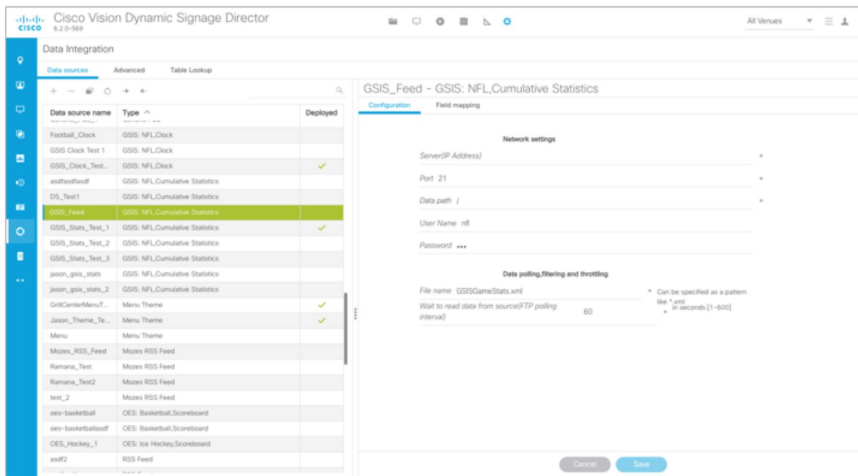 Cisco Vision Dynamic Signage Director
CISCO 6.2.0-569
All Venues
Data Integration
Data sources Advanced Table Lookup
Data source name Type Deployed
Football_Clock GSIS: NFL,Clock
GSIS Clock Test 1 GSIS: NFL,Clock
GSIS_Clock_Test... GSIS: NFL,Clock
asdfasdfasdf GSIS: NFL,Cumulative Statistics
DS_Test1 GSIS: NFL,Cumulative Statistics
GSIS_Feed GSIS: NFL,Cumulative Statistics
GSIS_Stats_Test_1 GSIS: NFL,Cumulative Statistics
GSIS_Stats_Test_2 GSIS: NFL,Cumulative Statistics
GSIS_Stats_Test_3 GSIS: NFL,Cumulative Statistics
jason_gsis_stats GSIS: NFL,Cumulative Statistics
jason_gsis_stats_2 GSIS: NFL,Cumulative Statistics
GrillCenterMenuT... Menu Theme
Jason_Theme_Te... Menu Theme
Menu Menu Theme
Mozes_RSS_Feed Mozes RSS Feed
Ramana_Test Mozes RSS Feed
Ramana_Test2 Mozes RSS Feed
test_2 Mozes RSS Feed
oes-basketball OES: Basketball,Scoreboard
oes-basketballasdf OES: Basketball,Scoreboard
OES_Hockey_1 OES: Ice Hockey,Scoreboard
asdf2 RSS Feed
GSIS_Feed - GSIS: NFL,Cumulative Statistics
Configuration Field mapping
Network settings
Server(IP Address) *
Port 21 *
Data path / *
User Name nfl
Password •••
Data polling,filtering and throttling
File name GSISGameStats.xml * Can be specified as a pattern
like *.xml
Wait to read data from source(FTP polling
interval) 60 * in seconds [1-600]
Cancel Save